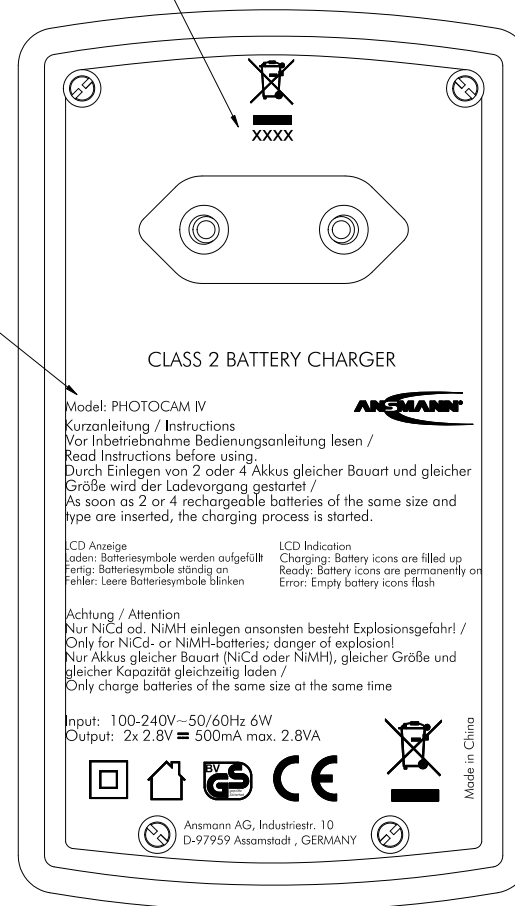 XXXX
CLASS 2 BATTERY CHARGER
Model: PHOTOCAM IV
ANSMANN®
Kurzanleitung / Instructions
Vor Inbetriebnahme Bedienungsanleitung lesen /
Read Instructions before using.
Durch Einlegen von 2 oder 4 Akkus gleicher Bauart und gleicher
Größe wird der Ladevorgang gestartet /
As soon as 2 or 4 rechargeable batteries of the same size and
type are inserted, the charging process is started.
LCD Anzeige
Laden: Batteriesymbole werden aufgefüllt
Fertig: Batteriesymbole ständig an
Fehler: Leere Batteriesymbole blinken
LCD Indication
Charging: Battery icons are filled up
Ready: Battery icons are permanently on
Error: Empty battery icons flash
Achtung / Attention
Nur NiCd od. NiMH einlegen ansonsten besteht Explosionsgefahr! /
Only for NiCd- or NiMH-batteries; danger of explosion!
Nur Akkus gleicher Bauart (NiCd oder NiMH), gleicher Größe und
gleicher Kapazität gleichzeitig laden /
Only charge batteries of the same size at the same time
Input: 100-240V~50/60Hz 6W
Output: 2x 2.8V = 500mA max. 2.8VA
BV
GS
CE
Made in China
Ansmann AG, Industriestr. 10
D-97959 Assamstadt , GERMANY